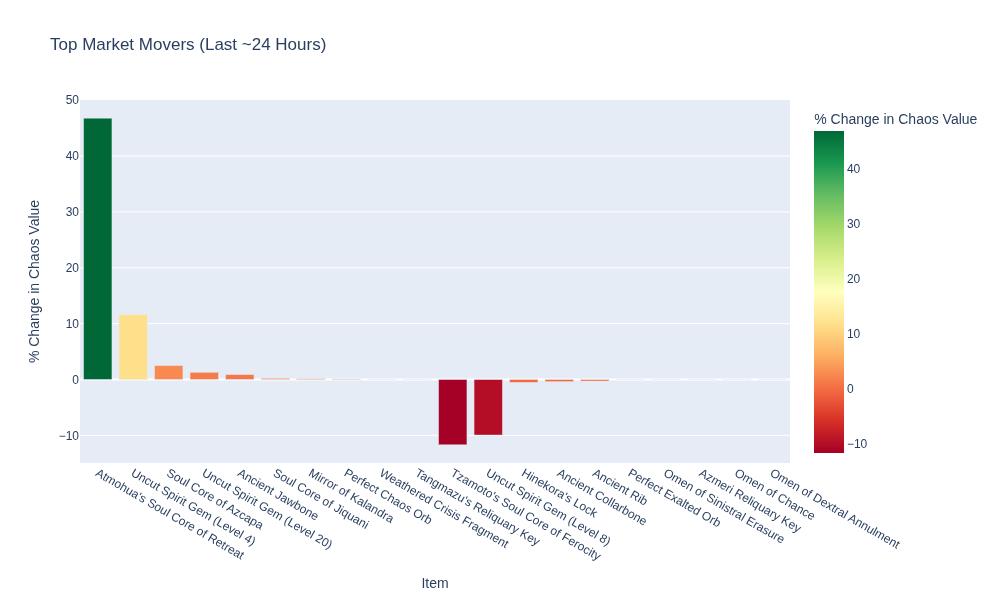 Top Market Movers (Last ~24 Hours)
% Change in Chaos Value
50
40
30
20
10
0
−10
Atmohua's Soul Core of Retreat
Uncut Spirit Gem (Level 4)
Soul Core of Azcapa
Uncut Spirit Gem (Level 20)
Ancient Jawbone
Soul Core of Jiquani
Mirror of Kalandra
Perfect Chaos Orb
Weathered Crisis Fragment
Tangmazu's Reliquary Key
Tzamoto's Soul Core of Ferocity
Uncut Spirit Gem (Level 8)
Hinekora's Lock
Ancient Collarbone
Ancient Rib
Perfect Exalted Orb
Omen of Sinistral Erasure
Azmeri Reliquary Key
Omen of Chance
Omen of Dextral Annulment
Item
% Change in Chaos Value
40
30
20
10
0
−10